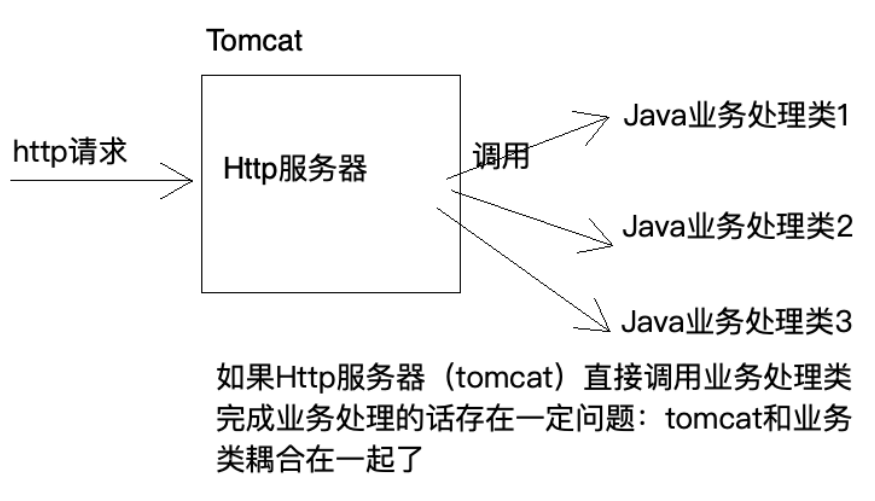 Tomcat
http请求
Http服务器
调用
Java业务处理类1
Java业务处理类2
Java业务处理类3
如果Http服务器（tomcat）直接调用业务处理类
完成业务处理的话存在一定问题：tomcat和业务
类耦合在一起了